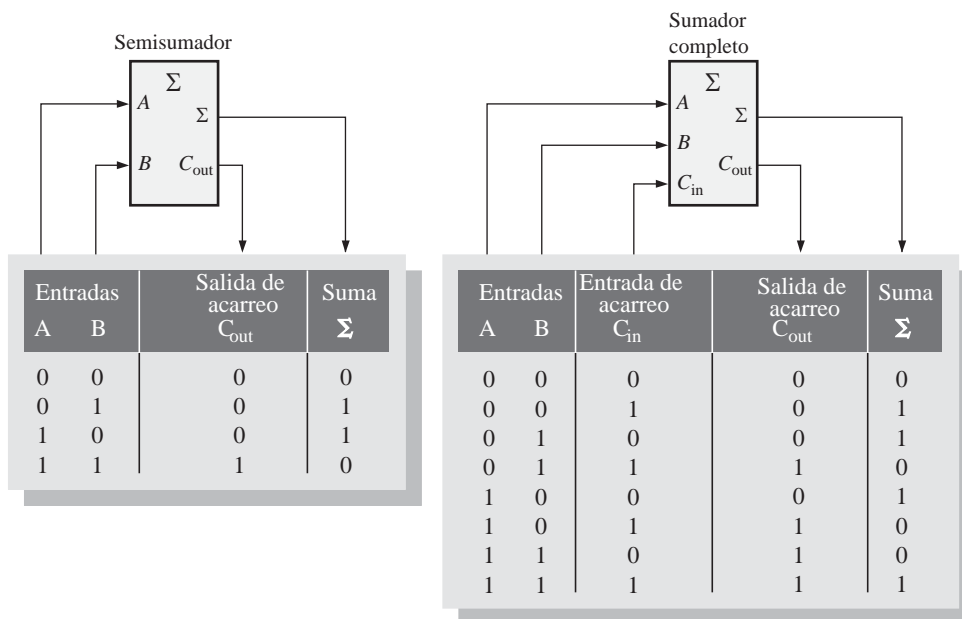 Semisumador
Σ
A
Σ
B
Cout
Entradas
Salida de
acarreo
Suma
A B
Cout
Σ
0 0 0 0
0 1 0 1
1 0 0 1
1 1 1 0
Sumador
completo
Σ
A
Σ
B
Cout
Cin
Entradas
Entrada de
acarreo
Salida de
acarreo
Suma
A B
Cin
Cout
Σ
0 0 0 0 0
0 0 1 0 1
0 1 0 0 1
0 1 1 1 0
1 0 0 0 1
1 0 1 1 0
1 1 0 1 0
1 1 1 1 1